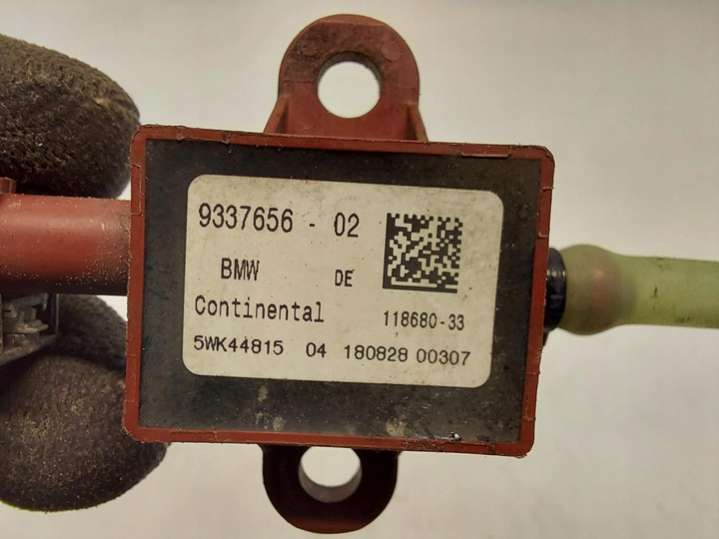 9337656 - 02
BMW DE
Continental 118680-33
5WK44815 04 180828 00307